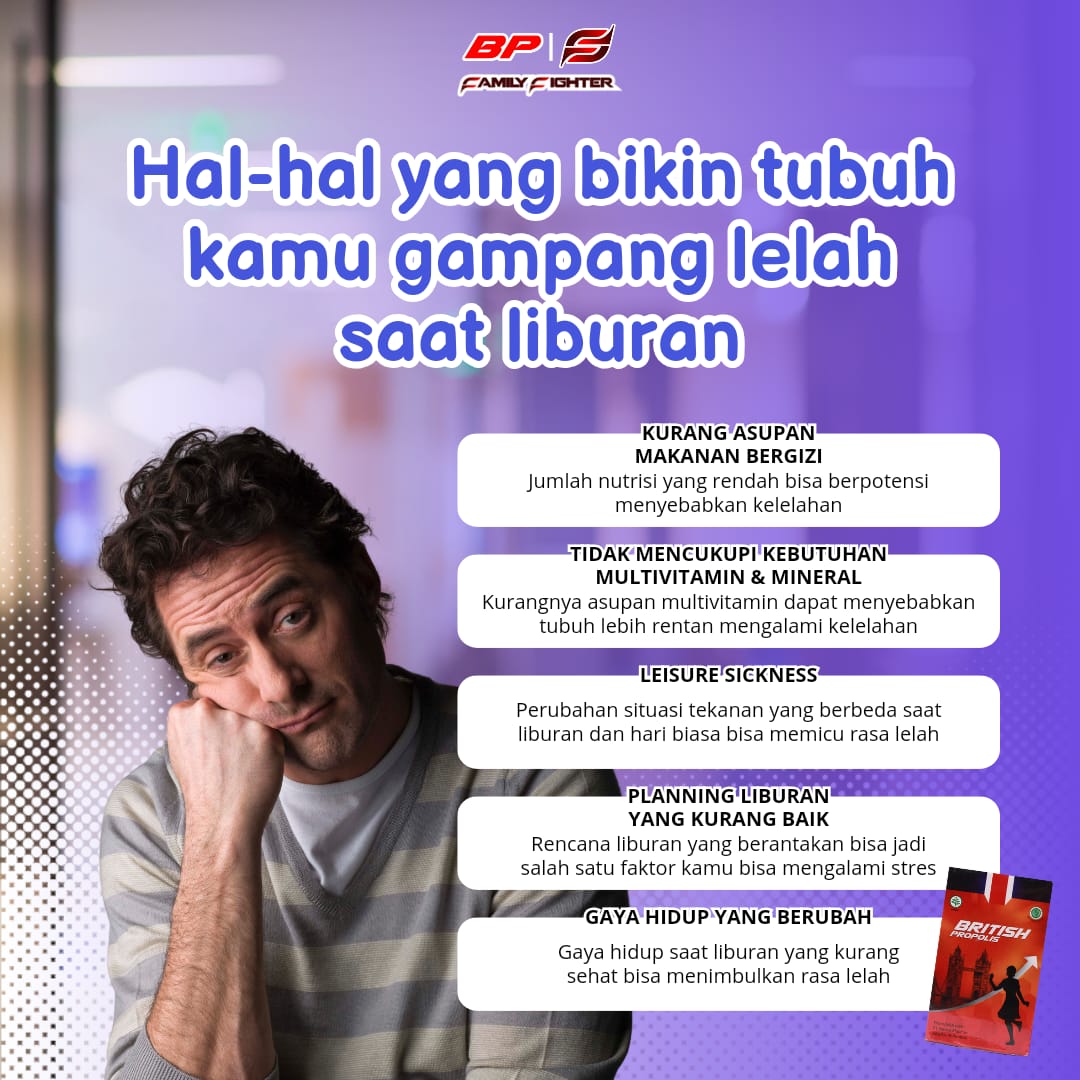 BP
FAMILY FIGHTER
Hal-hal yang bikin tubuh
kamu gampang lelah
saat liburan
KURANG ASUPAN
MAKANAN BERGIZI
Jumlah nutrisi yang rendah bisa berpotensi
menyebabkan kelelahan
TIDAK MENCUKUPI KEBUTUHAN
MULTIVITAMIN & MINERAL
Kurangnya asupan multivitamin dapat menyebabkan
tubuh lebih rentan mengalami kelelahan
LEISURE SICKNESS
Perubahan situasi tekanan yang berbeda saat
liburan dan hari biasa bisa memicu rasa lelah
PLANNING LIBURAN
YANG KURANG BAIK
Rencana liburan yang berantakan bisa jadi
salah satu faktor kamu bisa mengalami stres
GAYA HIDUP YANG BERUBAH
Gaya hidup saat liburan yang kurang
sehat bisa menimbulkan rasa lelah
BRITISH
PROPOLIS